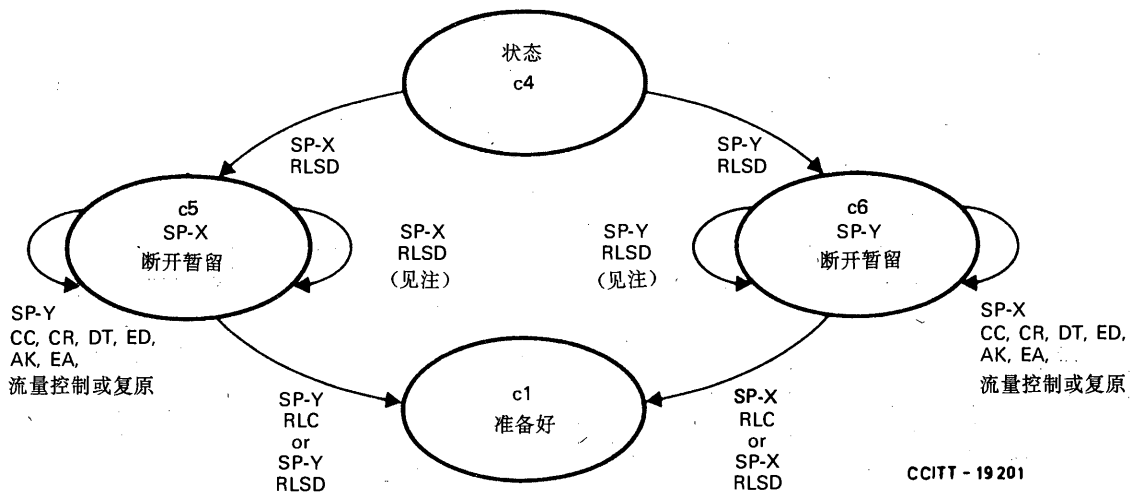 状态
c4
SP-X
RLSD
SP-Y
RLSD
c5
SP-X
断开暂留
SP-X
RLSD
（见注）
SP-Y
RLSD
（见注）
c6
SP-Y
断开暂留
SP-Y
CC, CR, DT, ED,
AK, EA,
流量控制或复原
SP-X
CC, CR, DT, ED,
AK, EA,
流量控制或复原
c1
准备好
SP-Y
RLC
or
SP-Y
RLSD
SP-X
RLC
or
SP-X
RLSD
CCITT - 19201